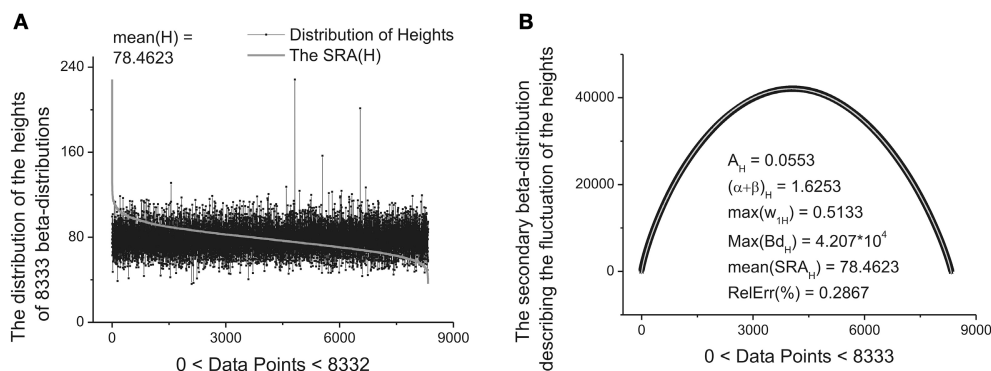 A
mean(H) =
78.4623
Distribution of Heights
The SRA(H)
The distribution of the heights
of 8333 beta-distributions
240
160
80
0
0 3000 6000 9000
0 < Data Points < 8332
B
The secondary beta-distribution
describing the fluctuation of the heights
40000
20000
0
A_H = 0.0553
(α+β)_H = 1.6253
max(w_1H) = 0.5133
Max(Bd_H) = 4.207*10^4
mean(SRA_H) = 78.4623
RelErr(%) = 0.2867
0 3000 6000 9000
0 < Data Points < 8333